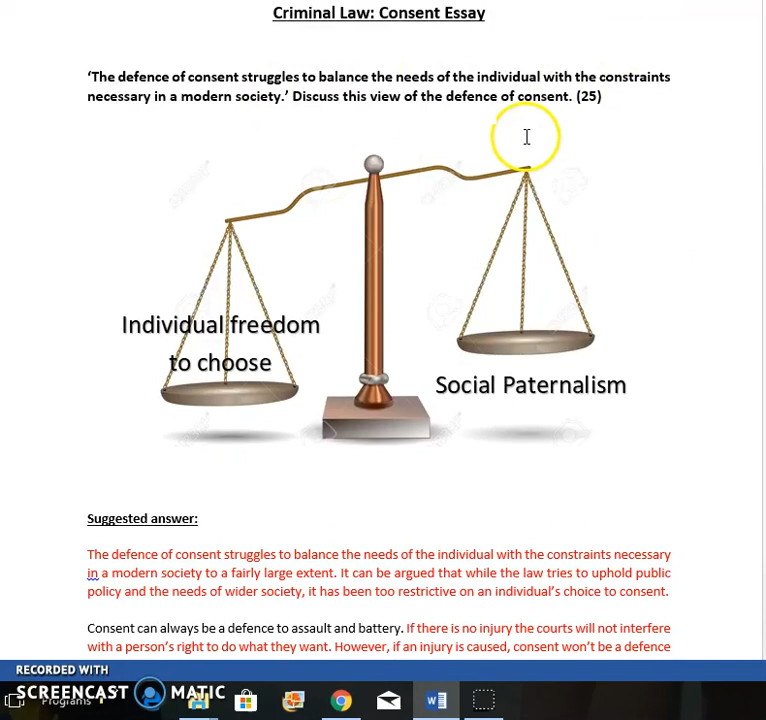 Criminal Law: Consent Essay
‘The defence of consent struggles to balance the needs of the individual with the constraints
necessary in a modern society.’ Discuss this view of the defence of consent. (25)
Individual freedom
to choose
Social Paternalism
Suggested answer:
The defence of consent struggles to balance the needs of the individual with the constraints necessary
in a modern society to a fairly large extent. It can be argued that while the law tries to uphold public
policy and the needs of wider society, it has been too restrictive on an individual’s choice to consent.
Consent can always be a defence to assault and battery. If there is no injury the courts will not interfere
with a person’s right to do what they want. However, if an injury is caused, consent won’t be a defence
RECORDED WITH
SCREENCAST MATIC
Programs